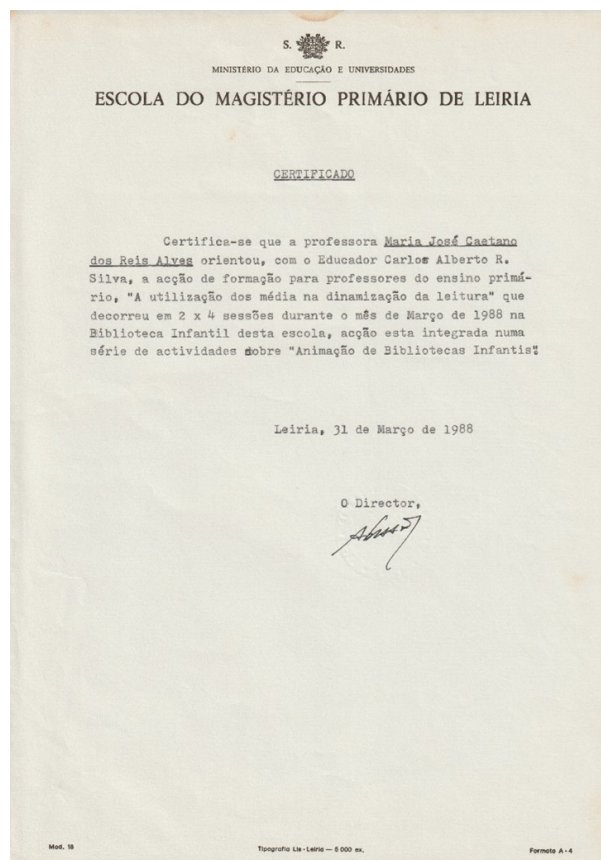 S. R.
MINISTÉRIO DA EDUCAÇÃO E UNIVERSIDADES
ESCOLA DO MAGISTÉRIO PRIMÁRIO DE LEIRIA
CERTIFICADO
Certifica-se que a professora Maria José Caetano
dos Reis Alves orientou, com o Educador Carlos Alberto R.
Silva, a acção de formação para professores do ensino primá-
rio, "A utilização dos média na dinamização da leitura" que
decorreu em 2 x 4 sessões durante o mês de Março de 1988 na
Biblioteca Infantil desta escola, acção esta integrada numa
série de actividades sobre "Animação de Bibliotecas Infantis".
Leiria, 31 de Março de 1988
O Director,
Mod. 18 Tipografia Lis - Leiria — 5 000 ex. Formato A - 4